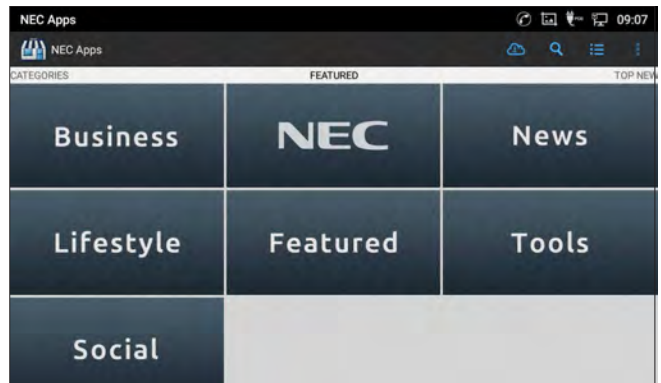 NEC Apps 09:07
NEC Apps
CATEGORIES FEATURED TOP NEW
Business NEC News
Lifestyle Featured Tools
Social